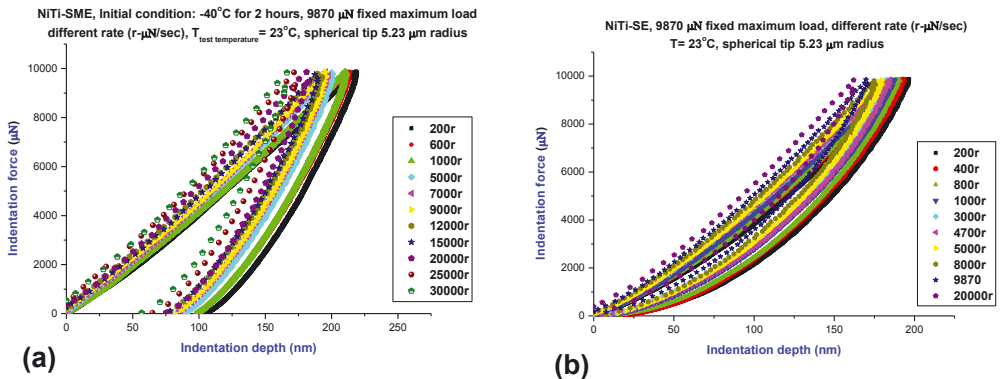 NiTi-SME, Initial condition: -40°C for 2 hours, 9870 μN fixed maximum load
different rate (r-μN/sec), T test temperature = 23°C, spherical tip 5.23 μm radius
10000
8000
6000
4000
2000
0
Indentation force (μN)
0 50 100 150 200 250
Indentation depth (nm)
200r
600r
1000r
5000r
7000r
9000r
12000r
15000r
20000r
25000r
30000r
(a)
NiTi-SE, 9870 μN fixed maximum load, different rate (r-μN/sec)
T= 23°C, spherical tip 5.23 μm radius
10000
8000
6000
4000
2000
0
Indentation force (μN)
0 50 100 150 200
Indentation depth (nm)
200r
400r
800r
1000r
3000r
4700r
5000r
8000r
9870
20000r
(b)